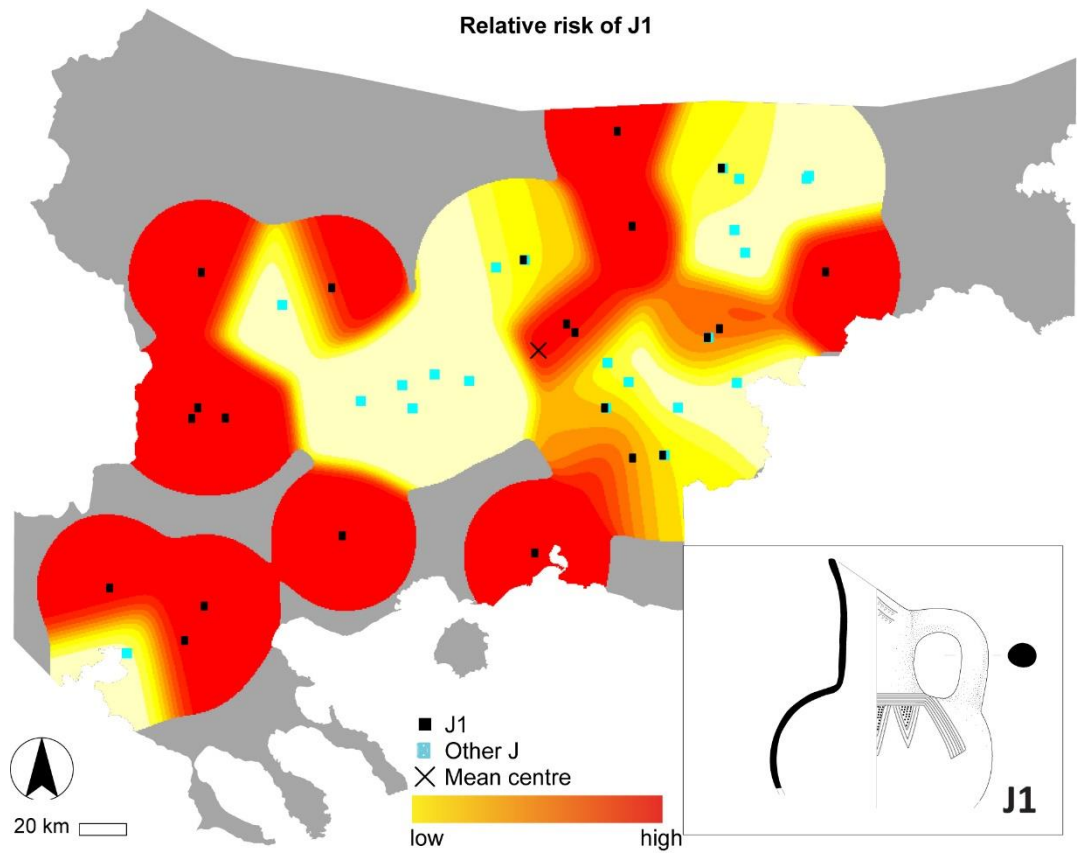 Relative risk of J1
J1
Other J
Mean centre
low high
20 km
J1